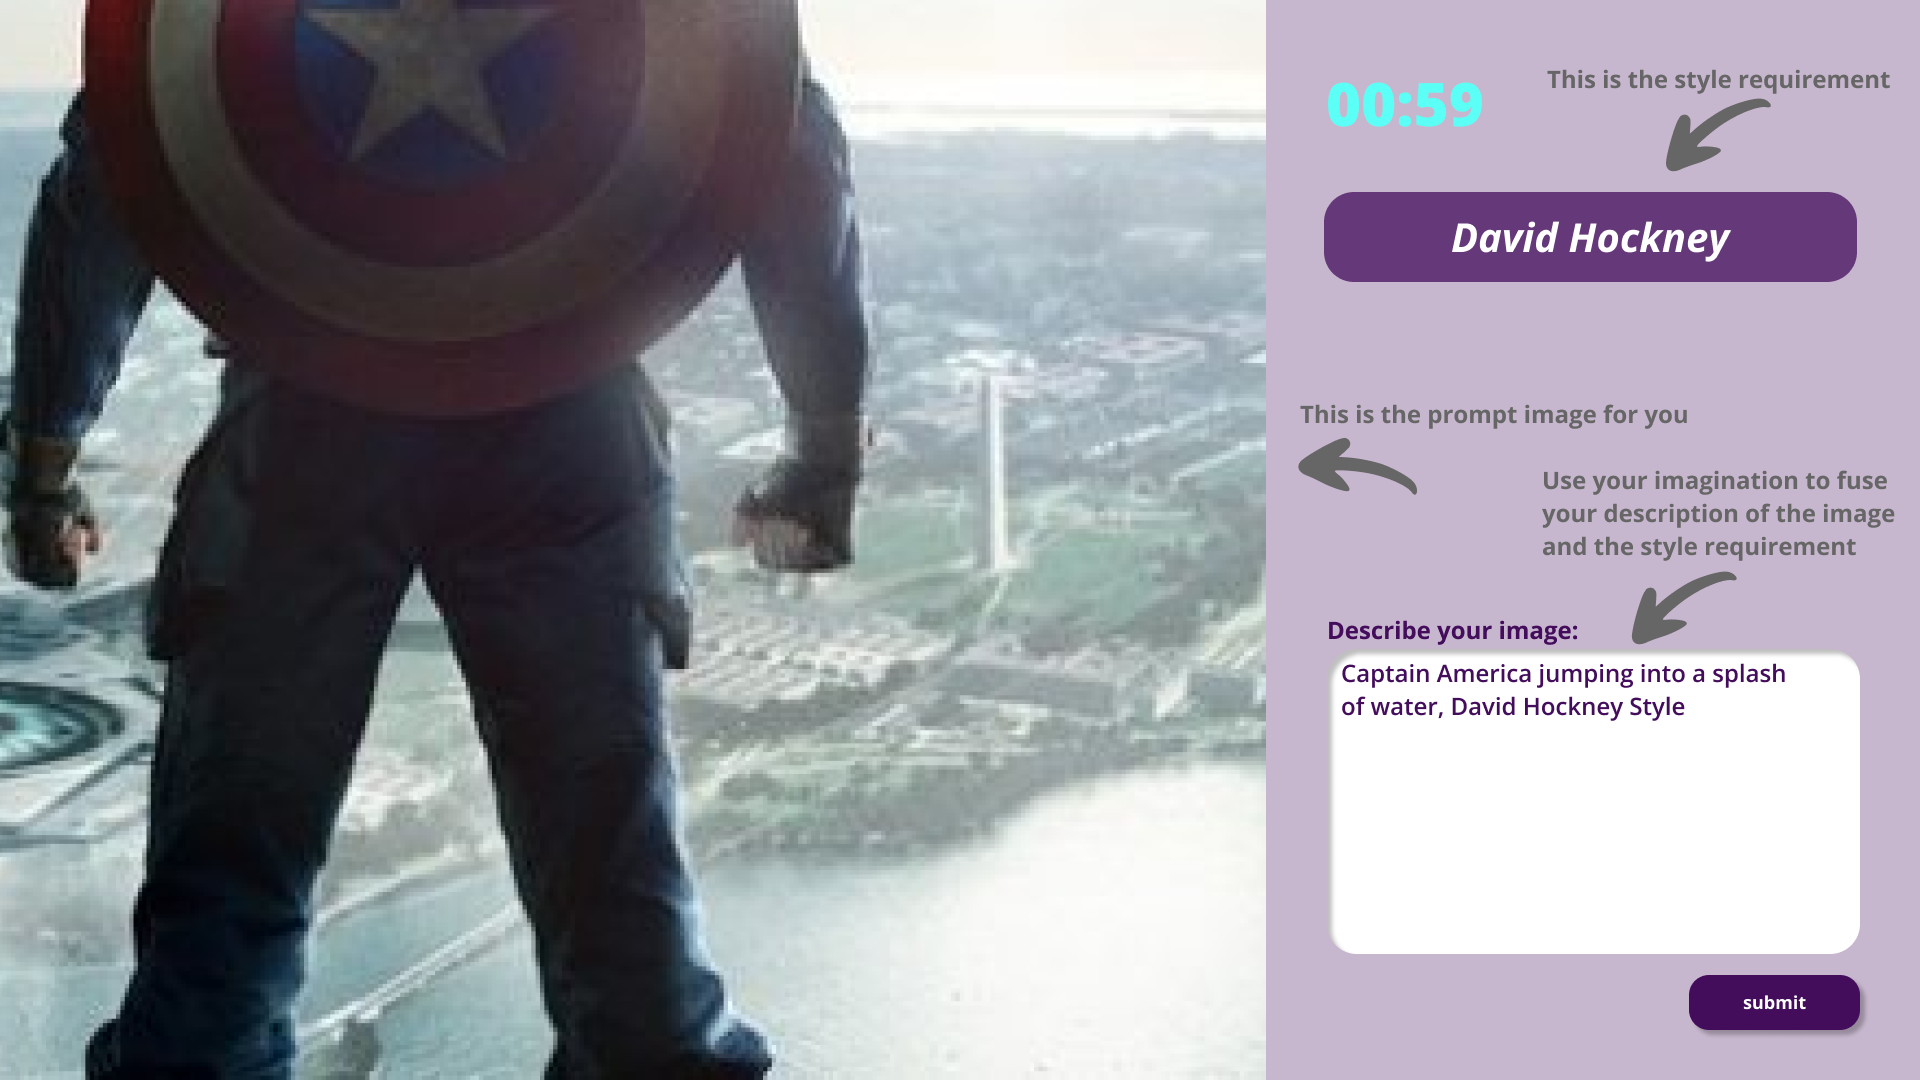 00:59
This is the style requirement
David Hockney
This is the prompt image for you
Use your imagination to fuse
your description of the image
and the style requirement
Describe your image:
Captain America jumping into a splash
of water, David Hockney Style
submit